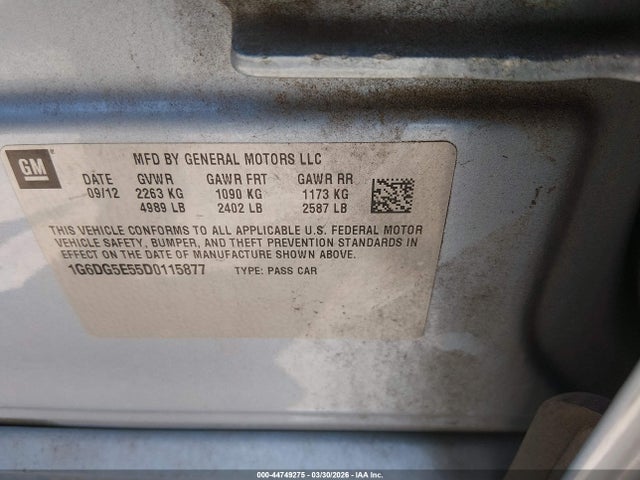 GM
MFD BY GENERAL MOTORS LLC
DATE GVWR GAWR FRT GAWR RR
09/12 2263 KG 1090 KG 1173 KG
4989 LB 2402 LB 2587 LB
THIS VEHICLE CONFORMS TO ALL APPLICABLE U.S. FEDERAL MOTOR
VEHICLE SAFETY, BUMPER, AND THEFT PREVENTION STANDARDS
IN EFFECT ON THE DATE OF MANUFACTURE SHOWN ABOVE.
1G6DG5E55D0115877 TYPE: PASS CAR
000-44749275 - 03/30/2026 - IAA Inc.